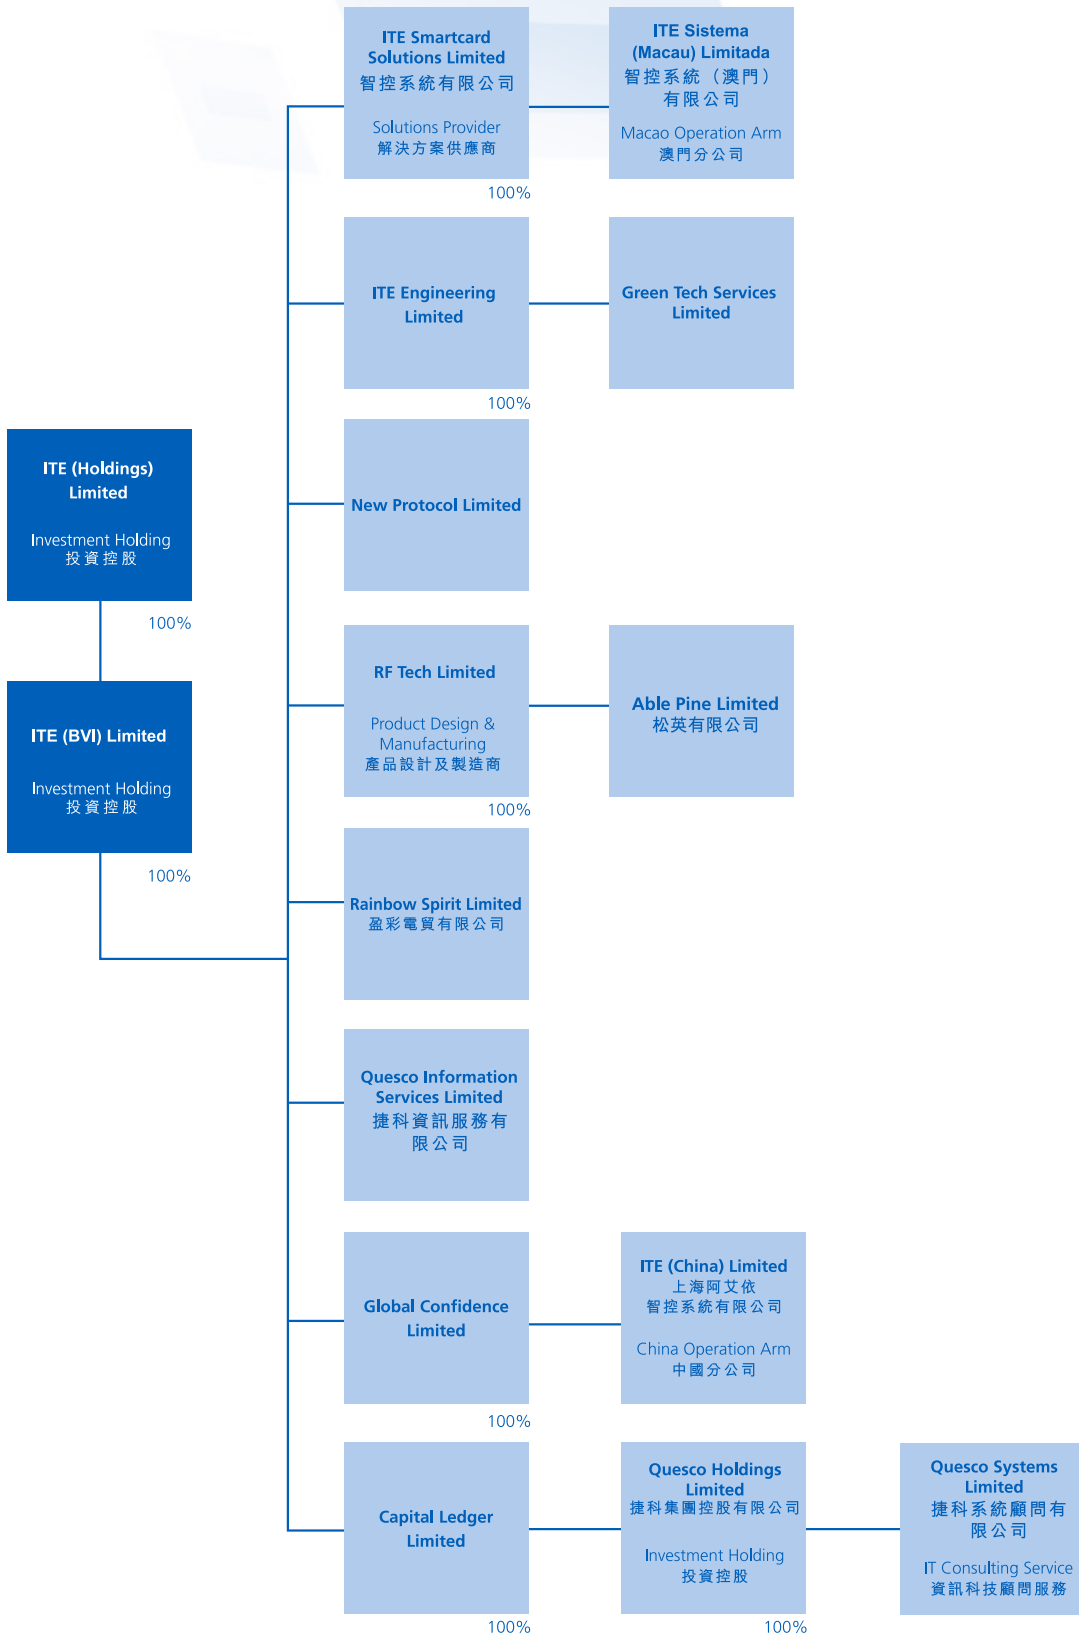 ITE (Holdings)
Limited
Investment Holding
投資控股
100%
ITE (BVI) Limited
Investment Holding
投資控股
100%
ITE Smartcard
Solutions Limited
智控系統有限公司
Solutions Provider
解決方案供應商
100%
ITE Sistema
(Macau) Limitada
智控系統（澳門）
有限公司
Macao Operation Arm
澳門分公司
ITE Engineering
Limited
100%
Green Tech Services
Limited
New Protocol Limited
RF Tech Limited
Product Design &
Manufacturing
產品設計及製造商
100%
Able Pine Limited
松英有限公司
Rainbow Spirit Limited
盈彩電貿有限公司
Quesco Information
Services Limited
捷科資訊服務有
限公司
Global Confidence
Limited
100%
ITE (China) Limited
上海阿艾依
智控系統有限公司
China Operation Arm
中國分公司
Capital Ledger
Limited
100%
Quesco Holdings
Limited
捷科集團控股有限公司
Investment Holding
投資控股
100%
Quesco Systems
Limited
捷科系統顧問有
限公司
IT Consulting Service
資訊科技顧問服務